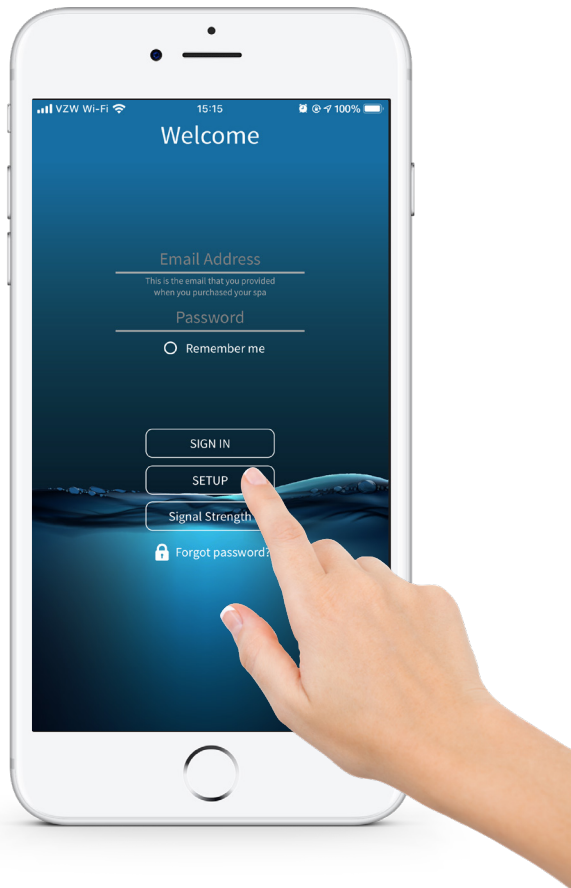 VZW Wi-Fi 15:15 100%
Welcome
Email Address
This is the email that you provided
when you purchased your spa
Password
Remember me
SIGN IN
SETUP
Signal Strength
Forgot password?